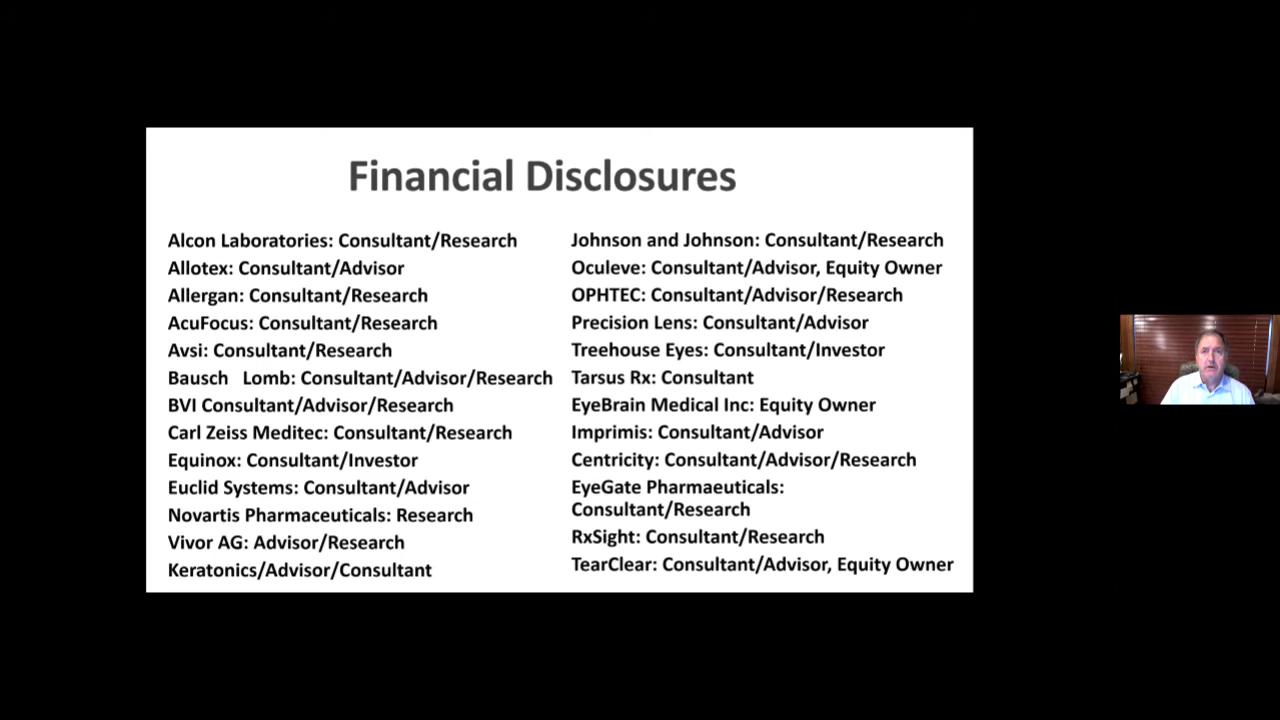 Financial Disclosures
Alcon Laboratories: Consultant/Research
Allotex: Consultant/Advisor
Allergan: Consultant/Research
AcuFocus: Consultant/Research
Avsi: Consultant/Research
Bausch   Lomb: Consultant/Advisor/Research
BVI Consultant/Advisor/Research
Carl Zeiss Meditec: Consultant/Research
Equinox: Consultant/Investor
Euclid Systems: Consultant/Advisor
Novartis Pharmaceuticals: Research
Vivor AG: Advisor/Research
Keratonics/Advisor/Consultant
Johnson and Johnson: Consultant/Research
Oculeve: Consultant/Advisor, Equity Owner
OPHTEC: Consultant/Advisor/Research
Precision Lens: Consultant/Advisor
Treehouse Eyes: Consultant/Investor
Tarsus Rx: Consultant
EyeBrain Medical Inc: Equity Owner
Imprimis: Consultant/Advisor
Centricity: Consultant/Advisor/Research
EyeGate Pharmaeuticals:
Consultant/Research
RxSight: Consultant/Research
TearClear: Consultant/Advisor, Equity Owner